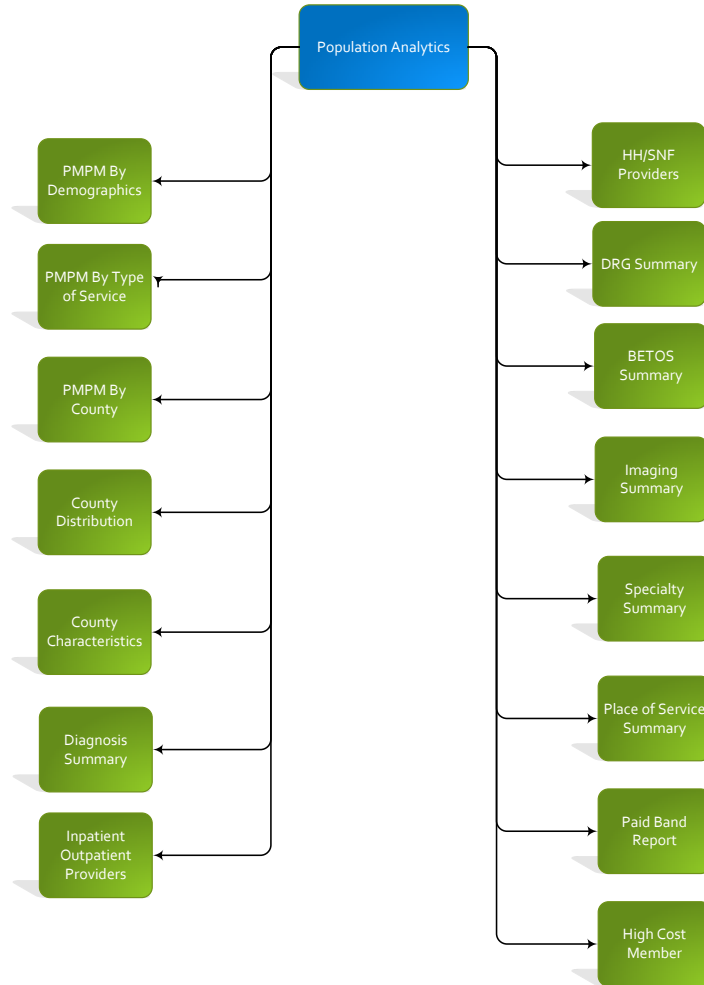 Population Analytics
PMPM By
Demographics
PMPM By Type
of Service
PMPM By
County
County
Distribution
County
Characteristics
Diagnosis
Summary
Inpatient
Outpatient
Providers
HH/SNF
Providers
DRG Summary
BETOS
Summary
Imaging
Summary
Specialty
Summary
Place of Service
Summary
Paid Band
Report
High Cost
Member